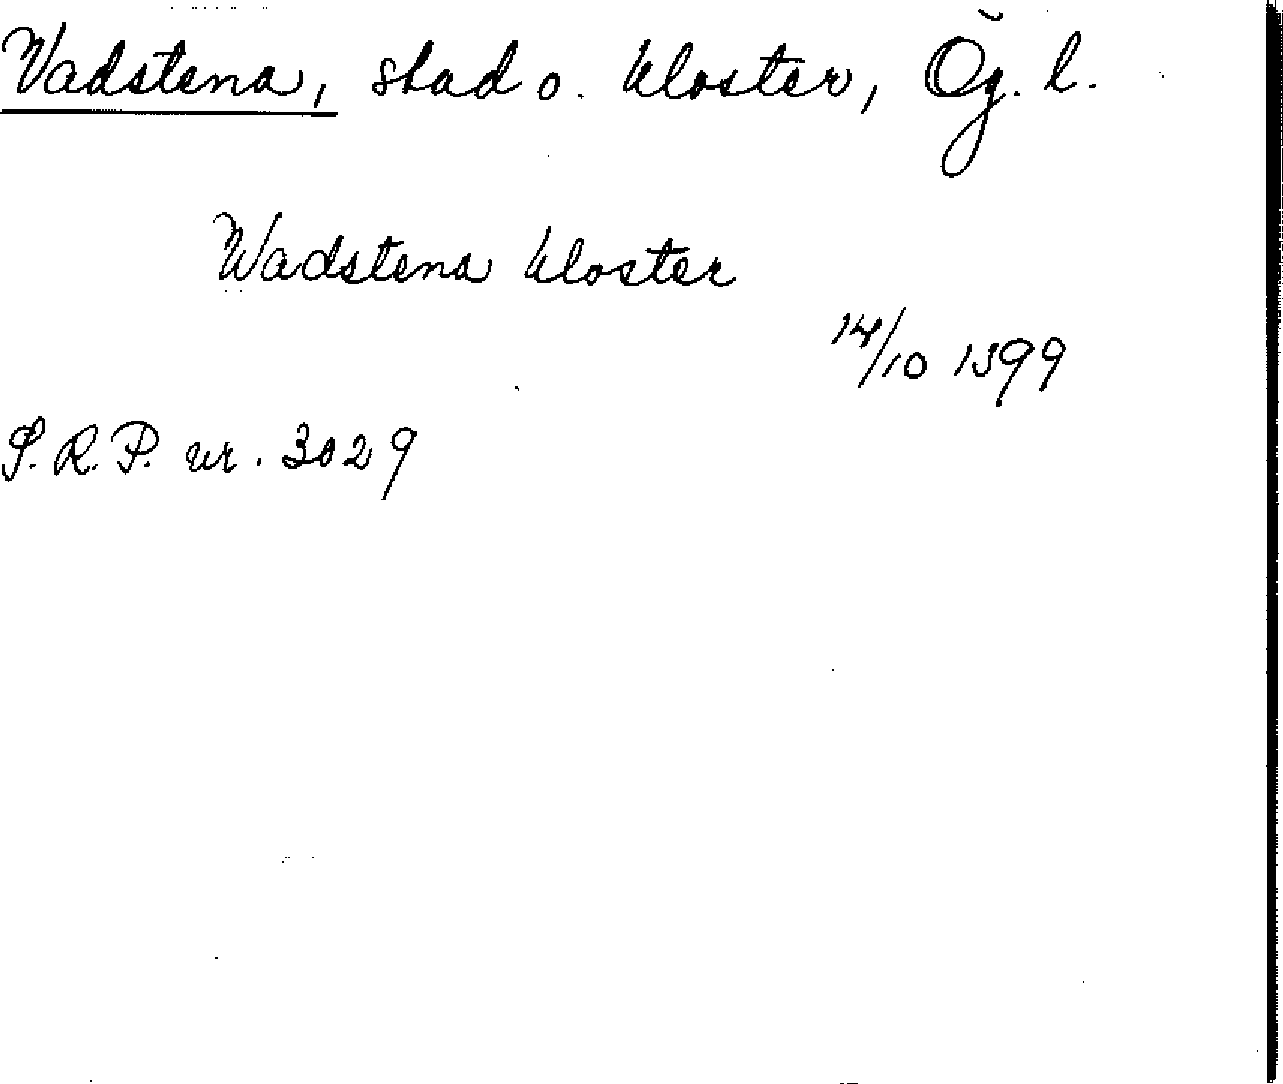 Vadstena, stad o. kloster, Ög. l.
Wadstena kloster
14/10 1399
S.R.P. nr. 3029